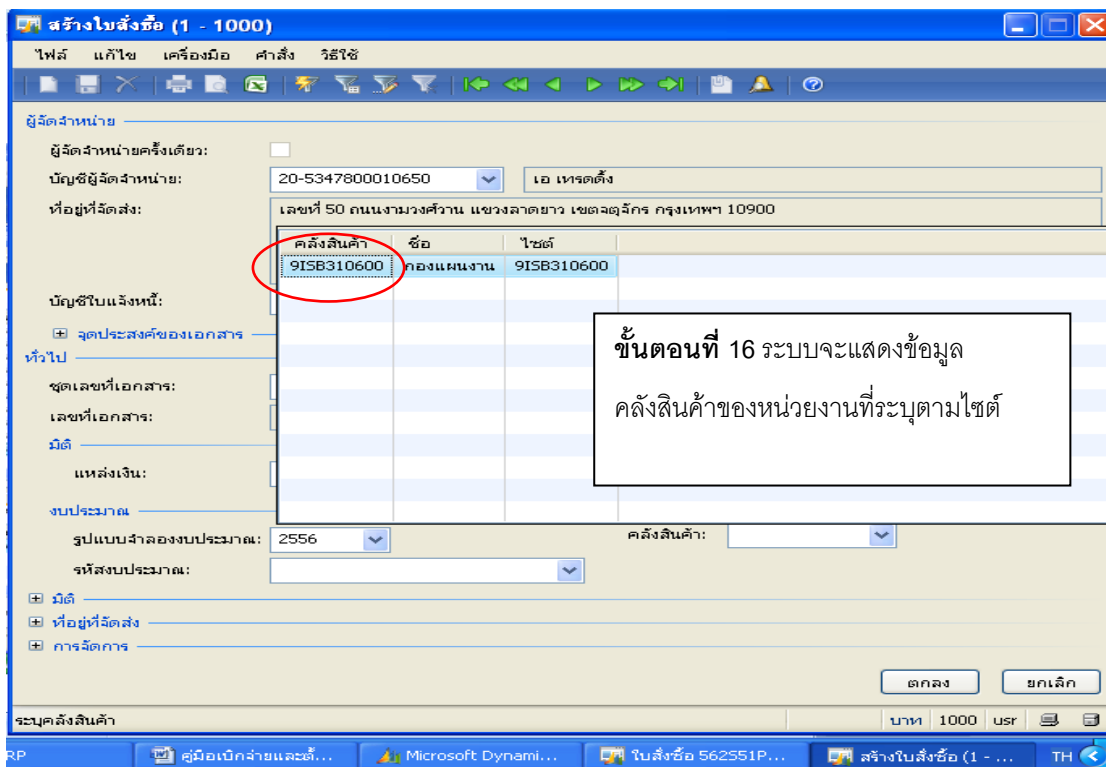 สร้างใบสั่งซื้อ (1 - 1000)
ไฟล์ แก้ไข เครื่องมือ คำสั่ง วิธีใช้
ผู้จัดจำหน่าย
ผู้จัดจำหน่ายครั้งเดียว:
บัญชีผู้จัดจำหน่าย: 20-5347800010650 เอ เทรดดิ้ง
ที่อยู่ที่จัดส่ง: เลขที่ 50 ถนนงามวงศ์วาน แขวงลาดยาว เขตจตุจักร กรุงเทพฯ 10900
คลังสินค้า ชื่อ ไซต์
9ISB310600 กองแผนงาน 9ISB310600
บัญชีใบแจ้งหนี้:
จุดประสงค์ของเอกสาร
ทั่วไป
ชุดเลขที่เอกสาร:
เลขที่เอกสาร:
มิติ
แหล่งเงิน:
ขั้นตอนที่ 16 ระบบจะแสดงข้อมูล
คลังสินค้าของหน่วยงานที่ระบุตามไซต์
งบประมาณ
รูปแบบจำลองงบประมาณ: 2556 คลังสินค้า:
รหัสงบประมาณ:
มิติ
ที่อยู่ที่จัดส่ง
การจัดการ
ตกลง ยกเลิก
ระบุคลังสินค้า บาท 1000 usr
RP คู่มือเบิกจ่ายและตั้... Microsoft Dynami... ใบสั่งซื้อ 562551P... สร้างใบสั่งซื้อ (1 - ... TH